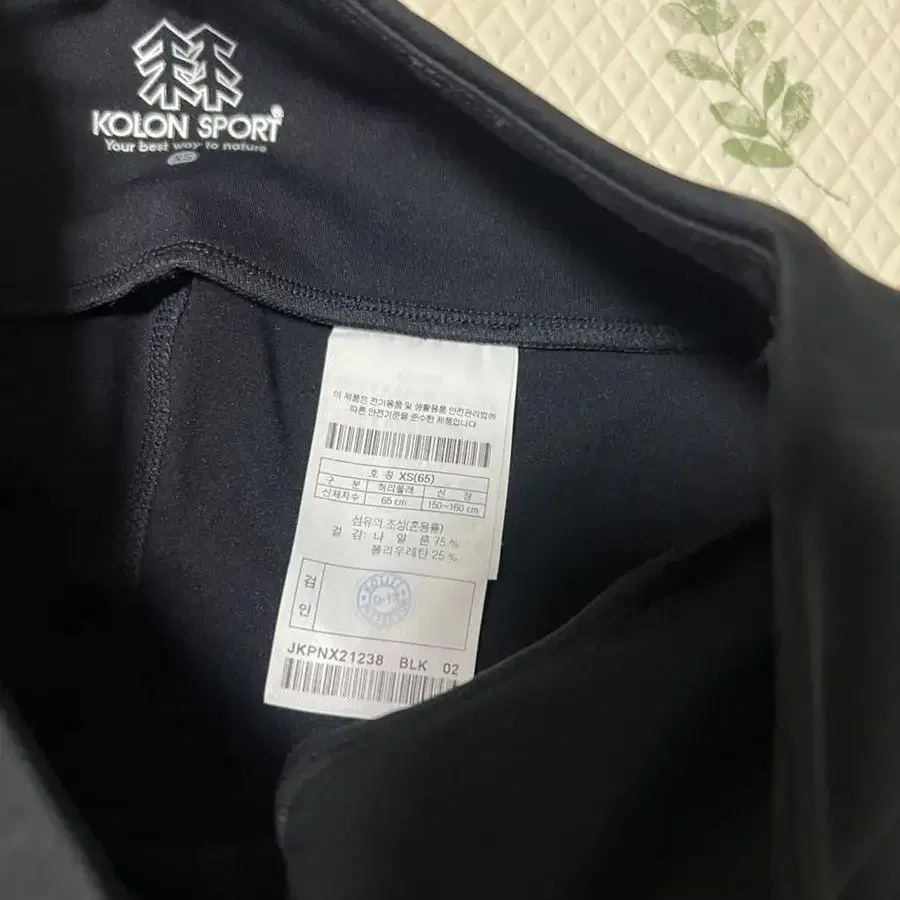 KOLON SPORT®
Your best way to nature
XS
이 제품은 전기용품 및 생활용품 안전관리법에
따른 안전기준을 준수한 제품입니다
호 칭 XS(65)
구 분 허리둘레 신 장
신체치수 65 cm 150~160 cm
섬유의 조성(혼용률)
겉 감: 나 일 론 75 %
폴리우레탄 25 %
검
인
Q-17
JKPNX21238 BLK 02